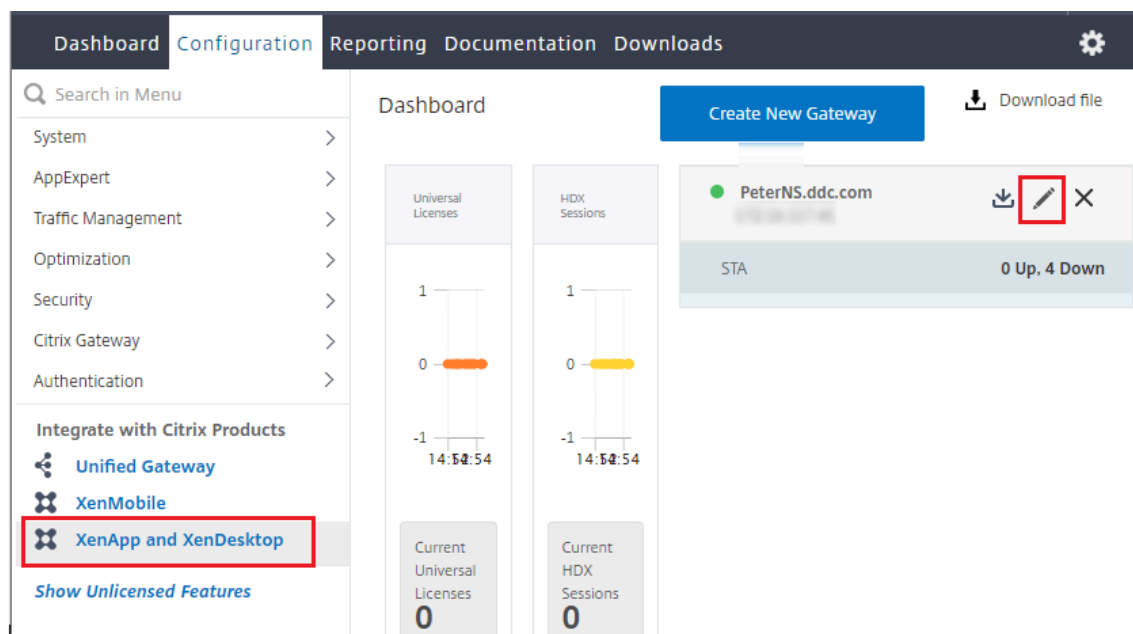 Dashboard Configuration Reporting Documentation Downloads
Search in Menu
System
AppExpert
Traffic Management
Optimization
Security
Citrix Gateway
Authentication
Integrate with Citrix Products
Unified Gateway
XenMobile
XenApp and XenDesktop
Show Unlicensed Features
Dashboard
Create New Gateway
Download file
Universal
Licenses
1
0
-1
Current
Universal
Licenses
0
HDX
Sessions
1
0
-1
Current
HDX
Sessions
0
PeterNS.ddc.com
STA 0 Up, 4 Down